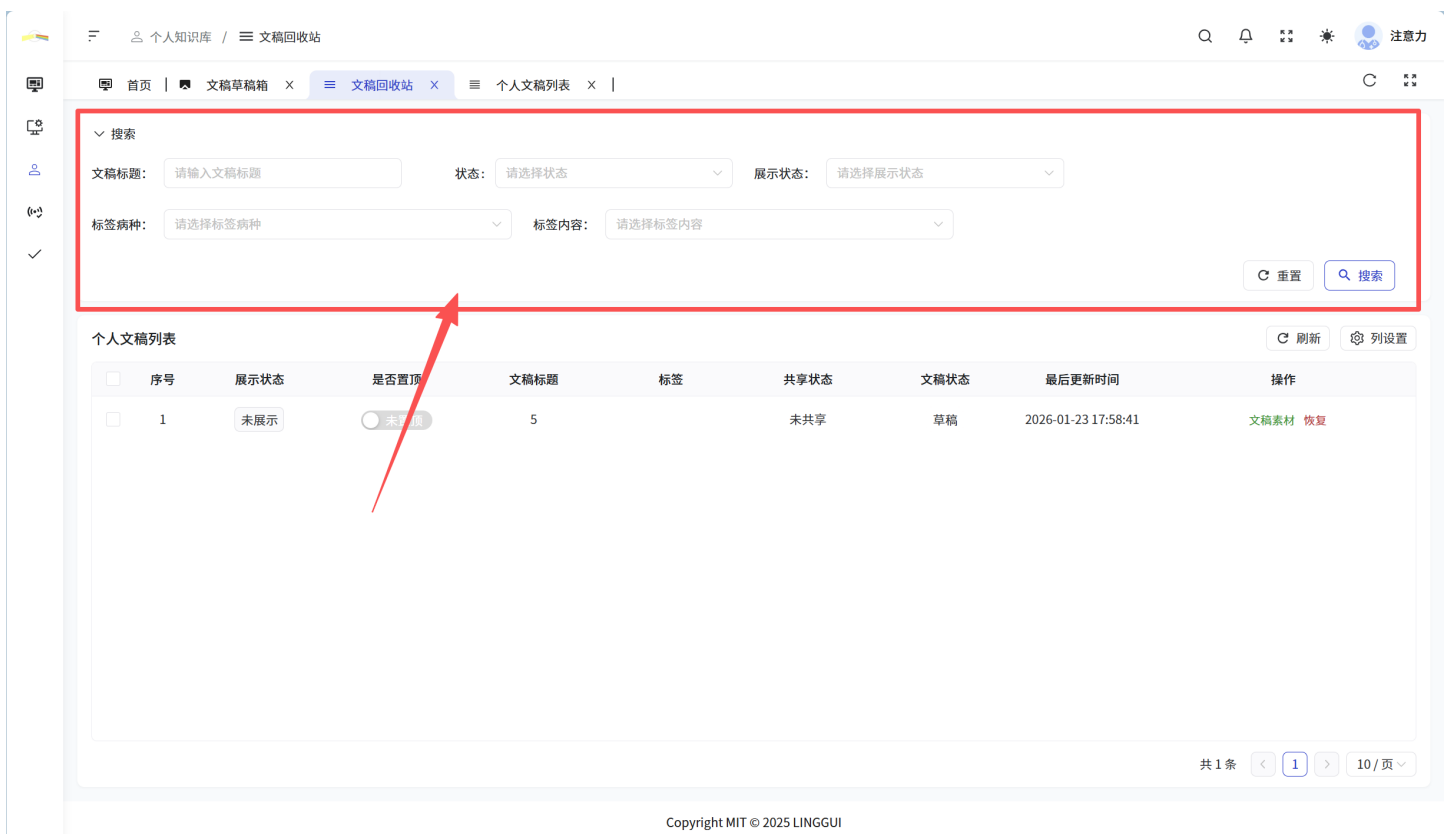 个人知识库 / 文稿回收站
注意力
首页 文稿草稿箱 X 文稿回收站 X 个人文稿列表 X
搜索
文稿标题: 请输入文稿标题 状态: 请选择状态 展示状态: 请选择展示状态
标签病种: 请选择标签病种 标签内容: 请选择标签内容
重置 搜索
个人文稿列表 刷新 列设置
序号 展示状态 是否置顶 文稿标题 标签 共享状态 文稿状态 最后更新时间 操作
1 未展示 未置顶 5 未共享 草稿 2026-01-23 17:58:41 文稿素材 恢复
共 1 条 1 10 / 页
Copyright MIT © 2025 LINGGUI